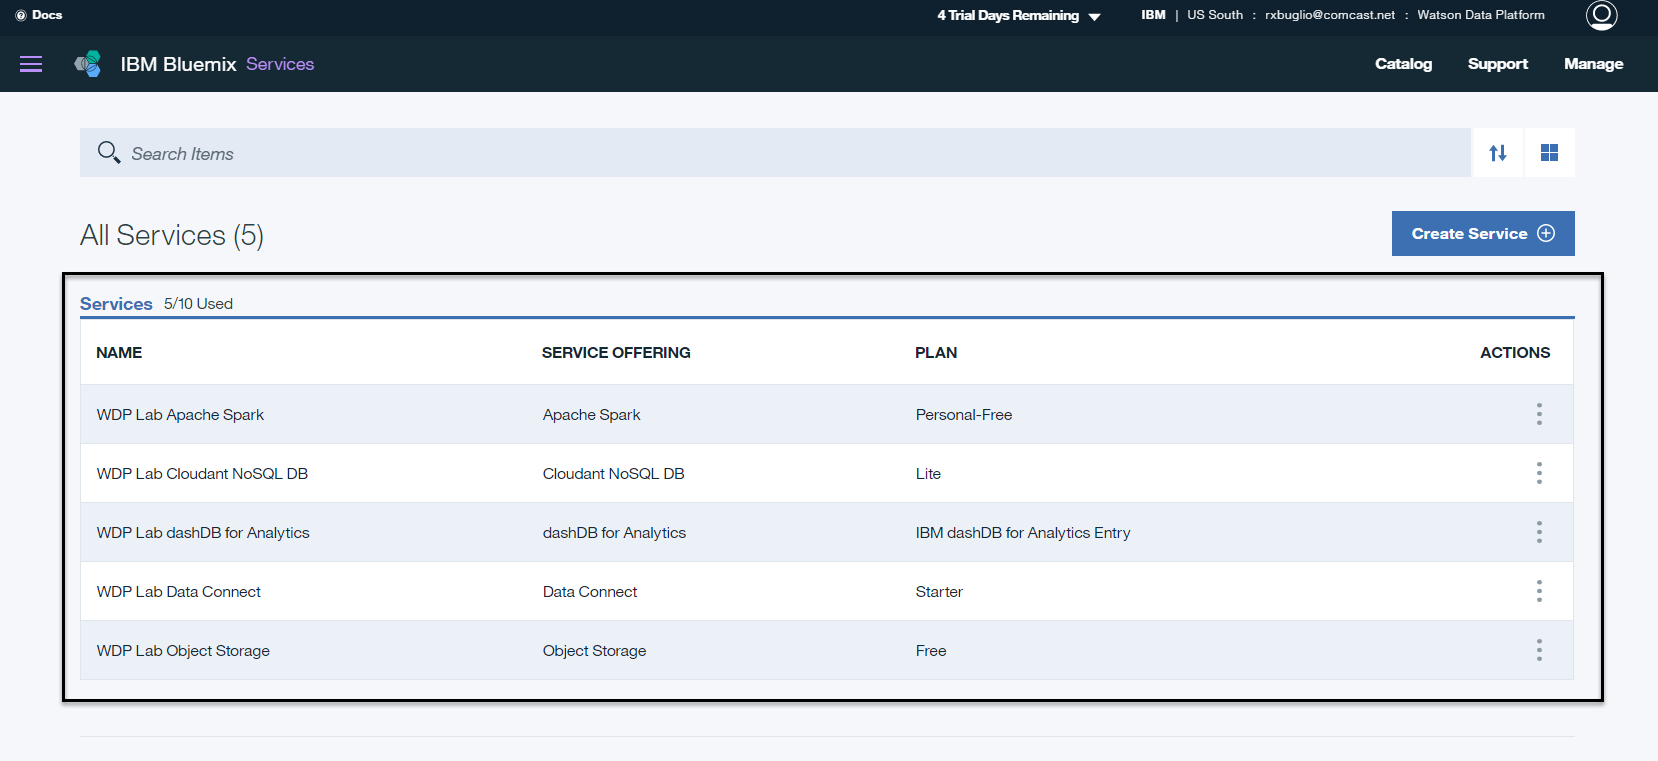 Docs
4 Trial Days Remaining IBM | US South : rxbuglio@comcast.net : Watson Data Platform
IBM Bluemix Services Catalog Support Manage
Search Items
All Services (5) Create Service
Services 5/10 Used
NAME SERVICE OFFERING PLAN ACTIONS
WDP Lab Apache Spark Apache Spark Personal-Free
WDP Lab Cloudant NoSQL DB Cloudant NoSQL DB Lite
WDP Lab dashDB for Analytics dashDB for Analytics IBM dashDB for Analytics Entry
WDP Lab Data Connect Data Connect Starter
WDP Lab Object Storage Object Storage Free